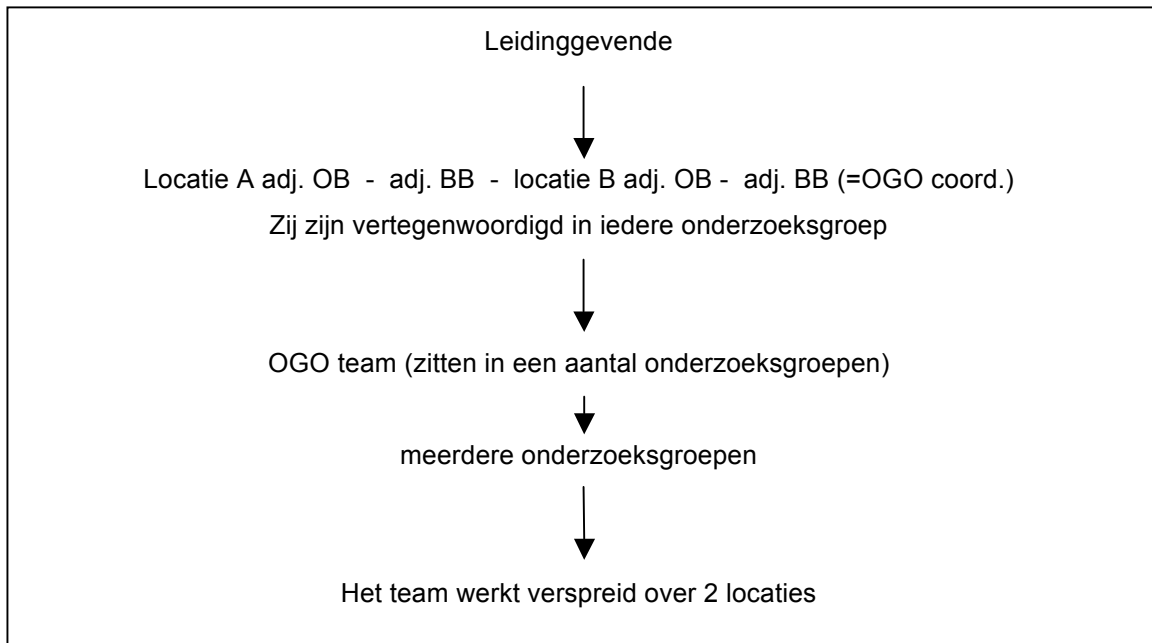 Leidinggevende
Locatie A adj. OB - adj. BB - locatie B adj. OB - adj. BB (=OGO coord.)
Zij zijn vertegenwoordigd in iedere onderzoeksgroep
OGO team (zitten in een aantal onderzoeksgroepen)
meerdere onderzoeksgroepen
Het team werkt verspreid over 2 locaties